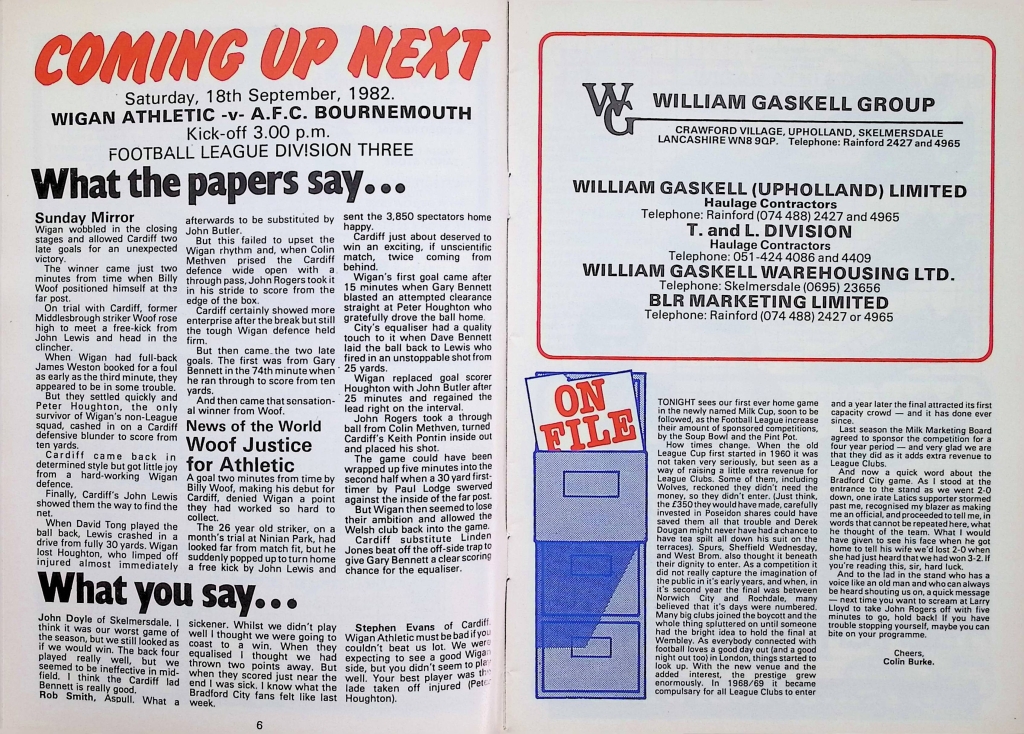 COMING UP NEXT
Saturday, 18th September, 1982.
WIGAN ATHLETIC -v- A.F.C. BOURNEMOUTH
Kick-off 3.00 p.m.
FOOTBALL LEAGUE DIVISION THREE
What the papers say...
Sunday Mirror
Wigan wobbled in the closing
stages and allowed Cardiff two
late goals for an unexpected
victory.
The winner came just two
minutes from time when Billy
Woof positioned himself at the
far post.
On trial with Cardiff, former
Middlesbrough striker Woof rose
high to meet a free-kick from
John Lewis and head in the
clincher.
When Wigan had full-back
James Weston booked for a foul
as early as the third minute, they
appeared to be in some trouble.
But they settled quickly and
Peter Houghton, the only
survivor of Wigan's non-League
squad, cashed in on a Cardiff
defensive blunder to score from
ten yards.
Cardiff came back in
determined style but got little joy
from a hard-working Wigan
defence.
Finally, Cardiff's John Lewis
showed them the way to find the
net.
When David Tong played the
ball back, Lewis crashed in a
drive from fully 30 yards. Wigan
lost Houghton, who limped off
injured almost immediately
afterwards to be substituted by
John Butler.
But this failed to upset the
Wigan rhythm and, when Colin
Methven prised the Cardiff
defence wide open with a
through pass, John Rogers took it
in his stride to score from the
edge of the box.
Cardiff certainly showed more
enterprise after the break but still
the tough Wigan defence held
firm.
But then came the two late
goals. The first was from Gary
Bennett in the 74th minute when
he ran through to score from ten
yards.
And then came that sensation-
al winner from Woof.
News of the World
Woof Justice
for Athletic
A goal two minutes from time by
Billy Woof, making his debut for
Cardiff, denied Wigan a point
they had worked so hard to
collect.
The 26 year old striker, on a
month's trial at Ninian Park, had
looked far from match fit, but he
suddenly popped up to turn home
a free kick by John Lewis and
sent the 3,850 spectators home
happy.
Cardiff just about deserved to
win an exciting, if unscientific
match, twice coming from
behind.
Wigan's first goal came after
15 minutes when Gary Bennett
blasted an attempted clearance
straight at Peter Houghton who
gratefully drove the ball home.
City's equaliser had a quality
touch to it when Dave Bennett
laid the ball back to Lewis who
fired in an unstoppable shot from
25 yards.
Wigan replaced goal scorer
Houghton with John Butler after
25 minutes and regained the
lead right on the interval.
John Rogers took a through
ball from Colin Methven, turned
Cardiff's Keith Pontin inside out
and placed his shot.
The game could have been
wrapped up five minutes into the
second half when a 30 yard first-
timer by Paul Lodge swerved
against the inside of the far post.
But Wigan then seemed to lose
their ambition and allowed the
Welsh club back into the game.
Cardiff substitute Linden
Jones beat off the off-side trap to
give Gary Bennett a clear scoring
chance for the equaliser.
What you say...
John Doyle of Skelmersdale. I
think it was our worst game of
the season, but we still looked as
if we would win. The back four
played really well, but we
seemed to be ineffective in mid-
field. I think the Cardiff lad
Bennett is really good.
Rob Smith, Aspull. What a
sickener. Whilst we didn't play
well I thought we were going to
coast to a win. When they
equalised I thought we had
thrown two points away. But
when they scored just near the
end I was sick. I know what the
Bradford City fans felt like last
week.
Stephen Evans of Cardiff.
Wigan Athletic must be bad if you
couldn't beat us lot. We were
expecting to see a good Wigan
side, but you didn't seem to play
well. Your best player was the
lade taken off injured (Peter
Houghton).
6
WG WILLIAM GASKELL GROUP
CRAWFORD VILLAGE, UPHOLLAND, SKELMERSDALE
LANCASHIRE WN8 9QP. Telephone: Rainford 2427 and 4965
WILLIAM GASKELL (UPHOLLAND) LIMITED
Haulage Contractors
Telephone: Rainford (074 488) 2427 and 4965
T. and L. DIVISION
Haulage Contractors
Telephone: 051-424 4086 and 4409
WILLIAM GASKELL WAREHOUSING LTD.
Telephone: Skelmersdale (0695) 23656
BLR MARKETING LIMITED
Telephone: Rainford (074 488) 2427 or 4965
ON
FILE
TONIGHT sees our first ever home game
in the newly named Milk Cup, soon to be
followed, as the Football League increase
their amount of sponsored competitions,
by the Soup Bowl and the Pint Pot.
How times change. When the old
League Cup first started in 1960 it was
not taken very seriously, but seen as a
way of raising a little extra revenue for
League Clubs. Some of them, including
Wolves, reckoned they didn't need the
money, so they didn't enter. (Just think,
the £350 they would have made, carefully
invested in Poseidon shares could have
saved them all that trouble and Derek
Dougan might never have had a chance
to have tea spilt all down his suit on the
terraces). Spurs, Sheffield Wednesday,
and West Brom. also thought it beneath
their dignity to enter. As a competition it
did not really capture the imagination of
the public in it's early years, and when, in
it's second year the final was between
Norwich City and Rochdale, many
believed that it's days were numbered.
Many big clubs joined the boycott and the
whole thing spluttered on until someone
had the bright idea to hold the final at
Wembley. As everybody connected with
football loves a good day out (and a good
night out too) in London, things started to
look up. With the new venue and the
added interest, the prestige grew
enormously. In 1968/69 it became
compulsary for all League Clubs to enter
and a year later the final attracted its first
capacity crowd — and it has done ever
since.
Last season the Milk Marketing Board
agreed to sponsor the competition for a
four year period — and very glad we are
that they did as it adds extra revenue to
League Clubs.
And now a quick word about the
Bradford City game. As I stood at the
entrance to the stand as we went 2-0
down, one irate Latics supporter stormed
past me, recognised my blazer as making
me an official, and proceeded to tell me, in
words that cannot be repeated here, what
he thought of the team. What I would
have given to see his face when he got
home to tell his wife we'd lost 2-0 when
she had just heard that we had won 3-2. If
you're reading this, sir, hard luck.
And to the lad in the stand who has a
voice like an old man and who can always
be heard shouting us on, a quick message
— next time you want to scream at Larry
Lloyd to take John Rogers off with five
minutes to go, hold back! If you have
trouble stopping yourself, maybe you can
bite on your programme.
Cheers,
Colin Burke.